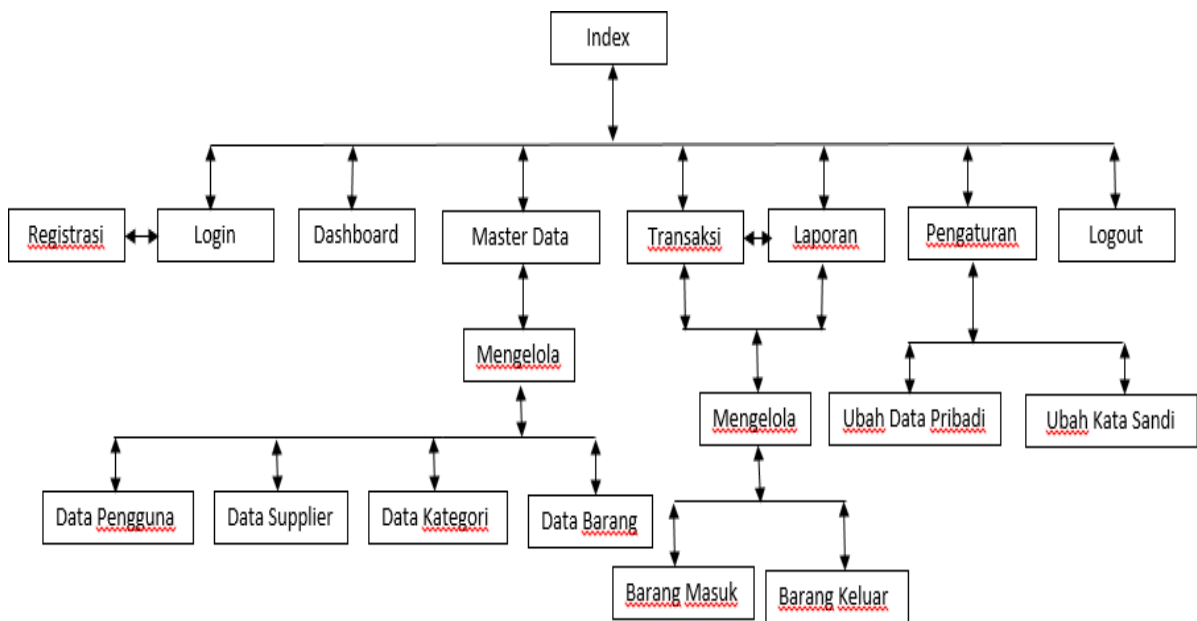 Index
Registrasi
Login
Dashboard
Master Data
Transaksi
Laporan
Pengaturan
Logout
Mengelola
Mengelola
Ubah Data Pribadi
Ubah Kata Sandi
Data Pengguna
Data Supplier
Data Kategori
Data Barang
Barang Masuk
Barang Keluar